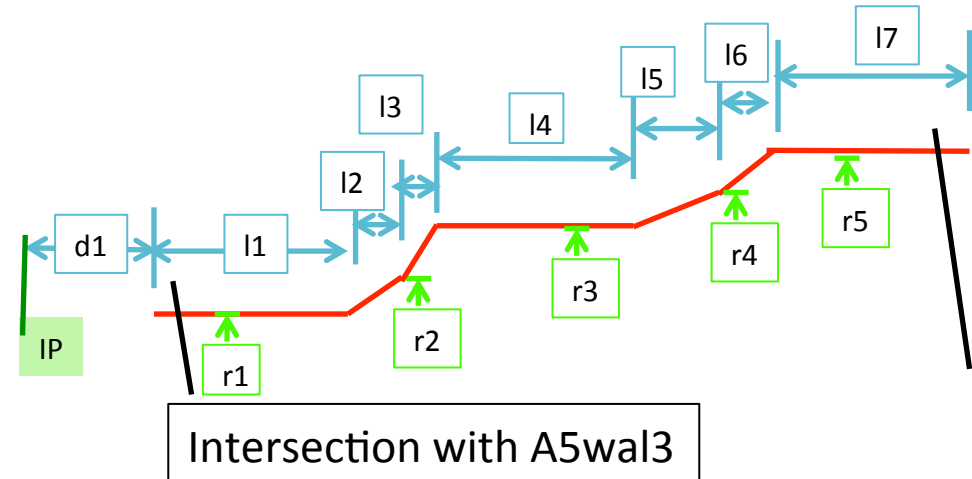 l7
l6
l5
l3
l4
l2
d1
l1
r5
r4
r3
r2
IP
r1
Intersection with A5wal3